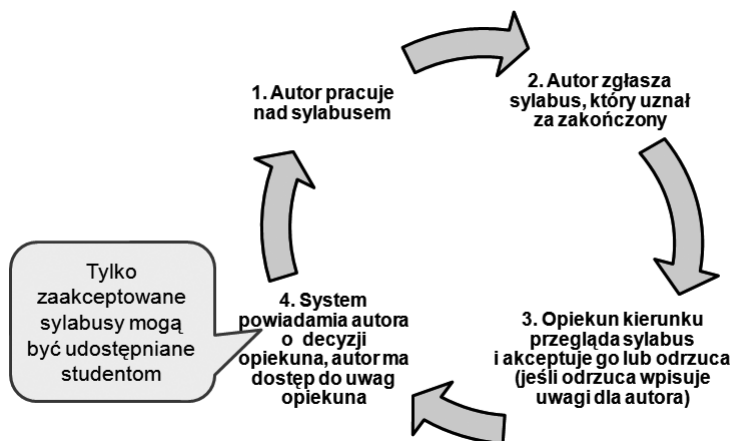 1. Autor pracuje
nad sylabusem
2. Autor zgłasza
sylabus, który uznał
za zakończony
3. Opiekun kierunku
przegląda sylabus
i akceptuje go lub odrzuca
(jeśli odrzuca wpisuje
uwagi dla autora)
4. System
powiadamia autora
o decyzji
opiekuna, autor ma
dostęp do uwag
opiekuna
Tylko
zaakceptowane
sylabusy mogą
być udostępniane
studentom